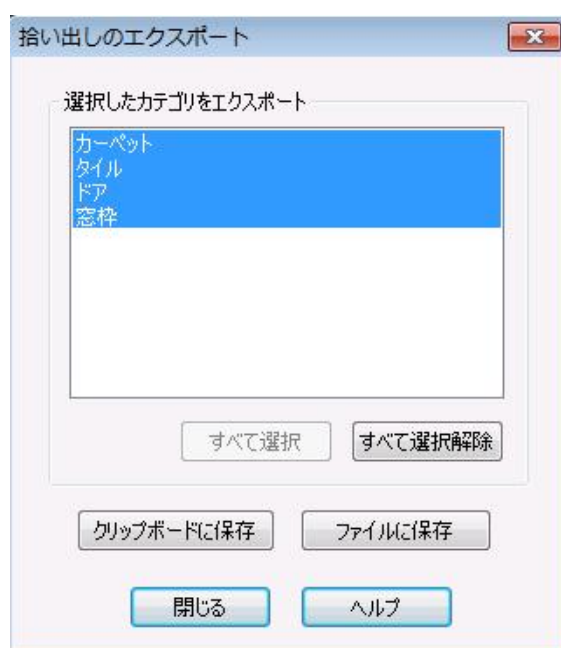 拾い出しのエクスポート
選択したカテゴリをエクスポート
カーペット
タイル
ドア
窓枠
すべて選択
すべて選択解除
クリップボードに保存
ファイルに保存
閉じる
ヘルプ